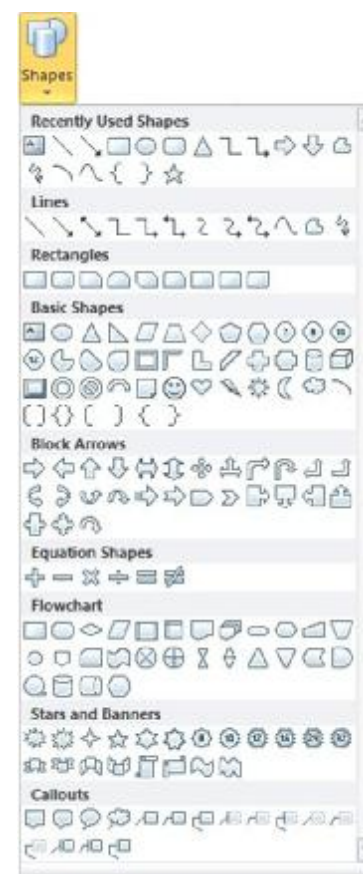 Shapes
Recently Used Shapes
Lines
Rectangles
Basic Shapes
Block Arrows
Equation Shapes
Flowchart
Stars and Banners
Callouts